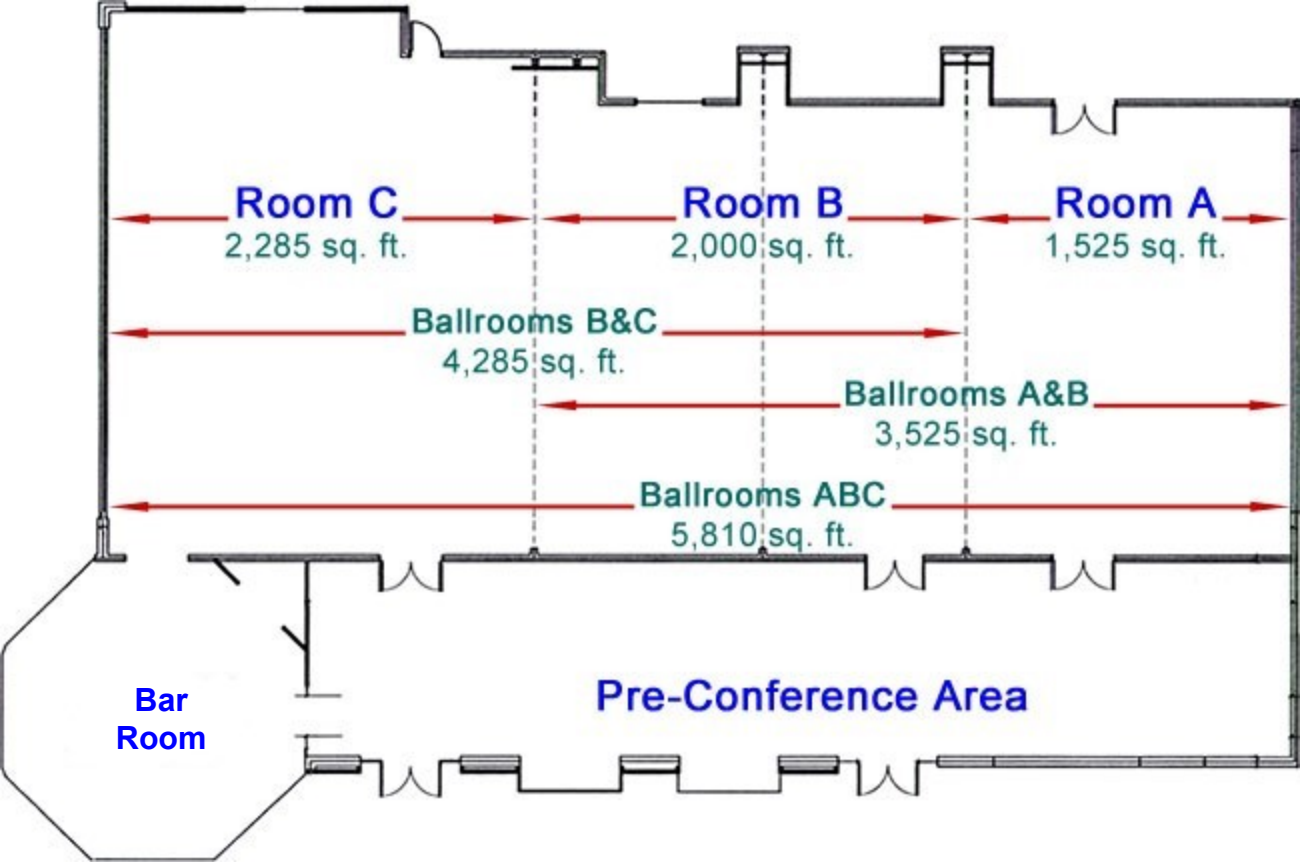 Room C
2,285 sq. ft.
Room B
2,000 sq. ft.
Room A
1,525 sq. ft.
Ballrooms B&C
4,285 sq. ft.
Ballrooms A&B
3,525 sq. ft.
Ballrooms ABC
5,810 sq. ft.
Bar
Room
Pre-Conference Area